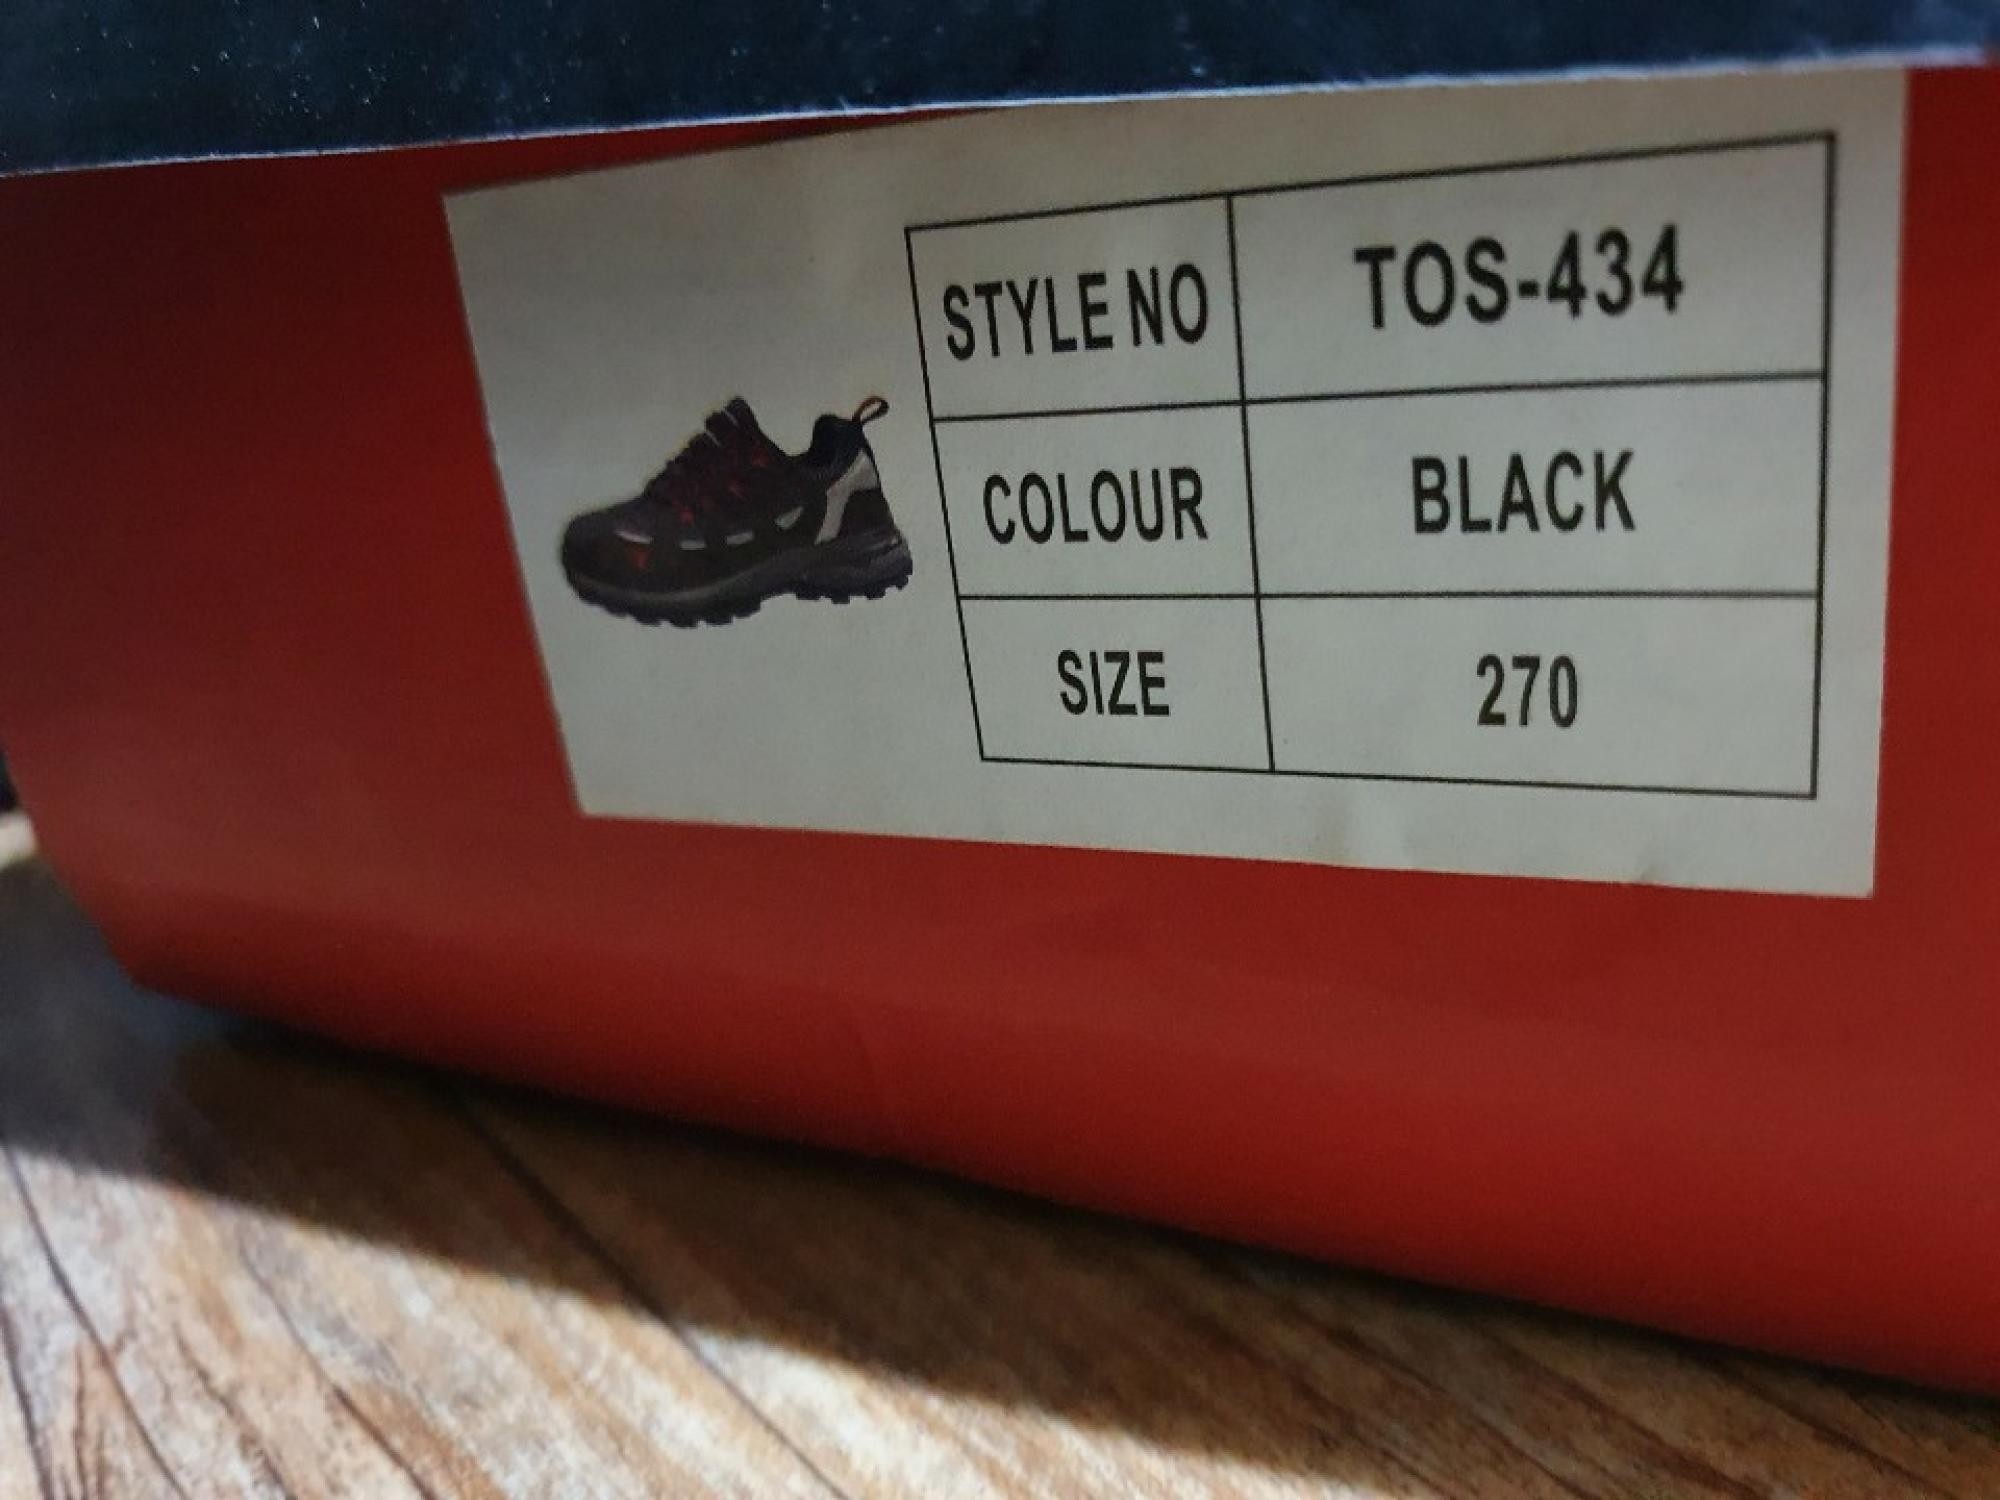 STYLE NO TOS-434
COLOUR BLACK
SIZE 270